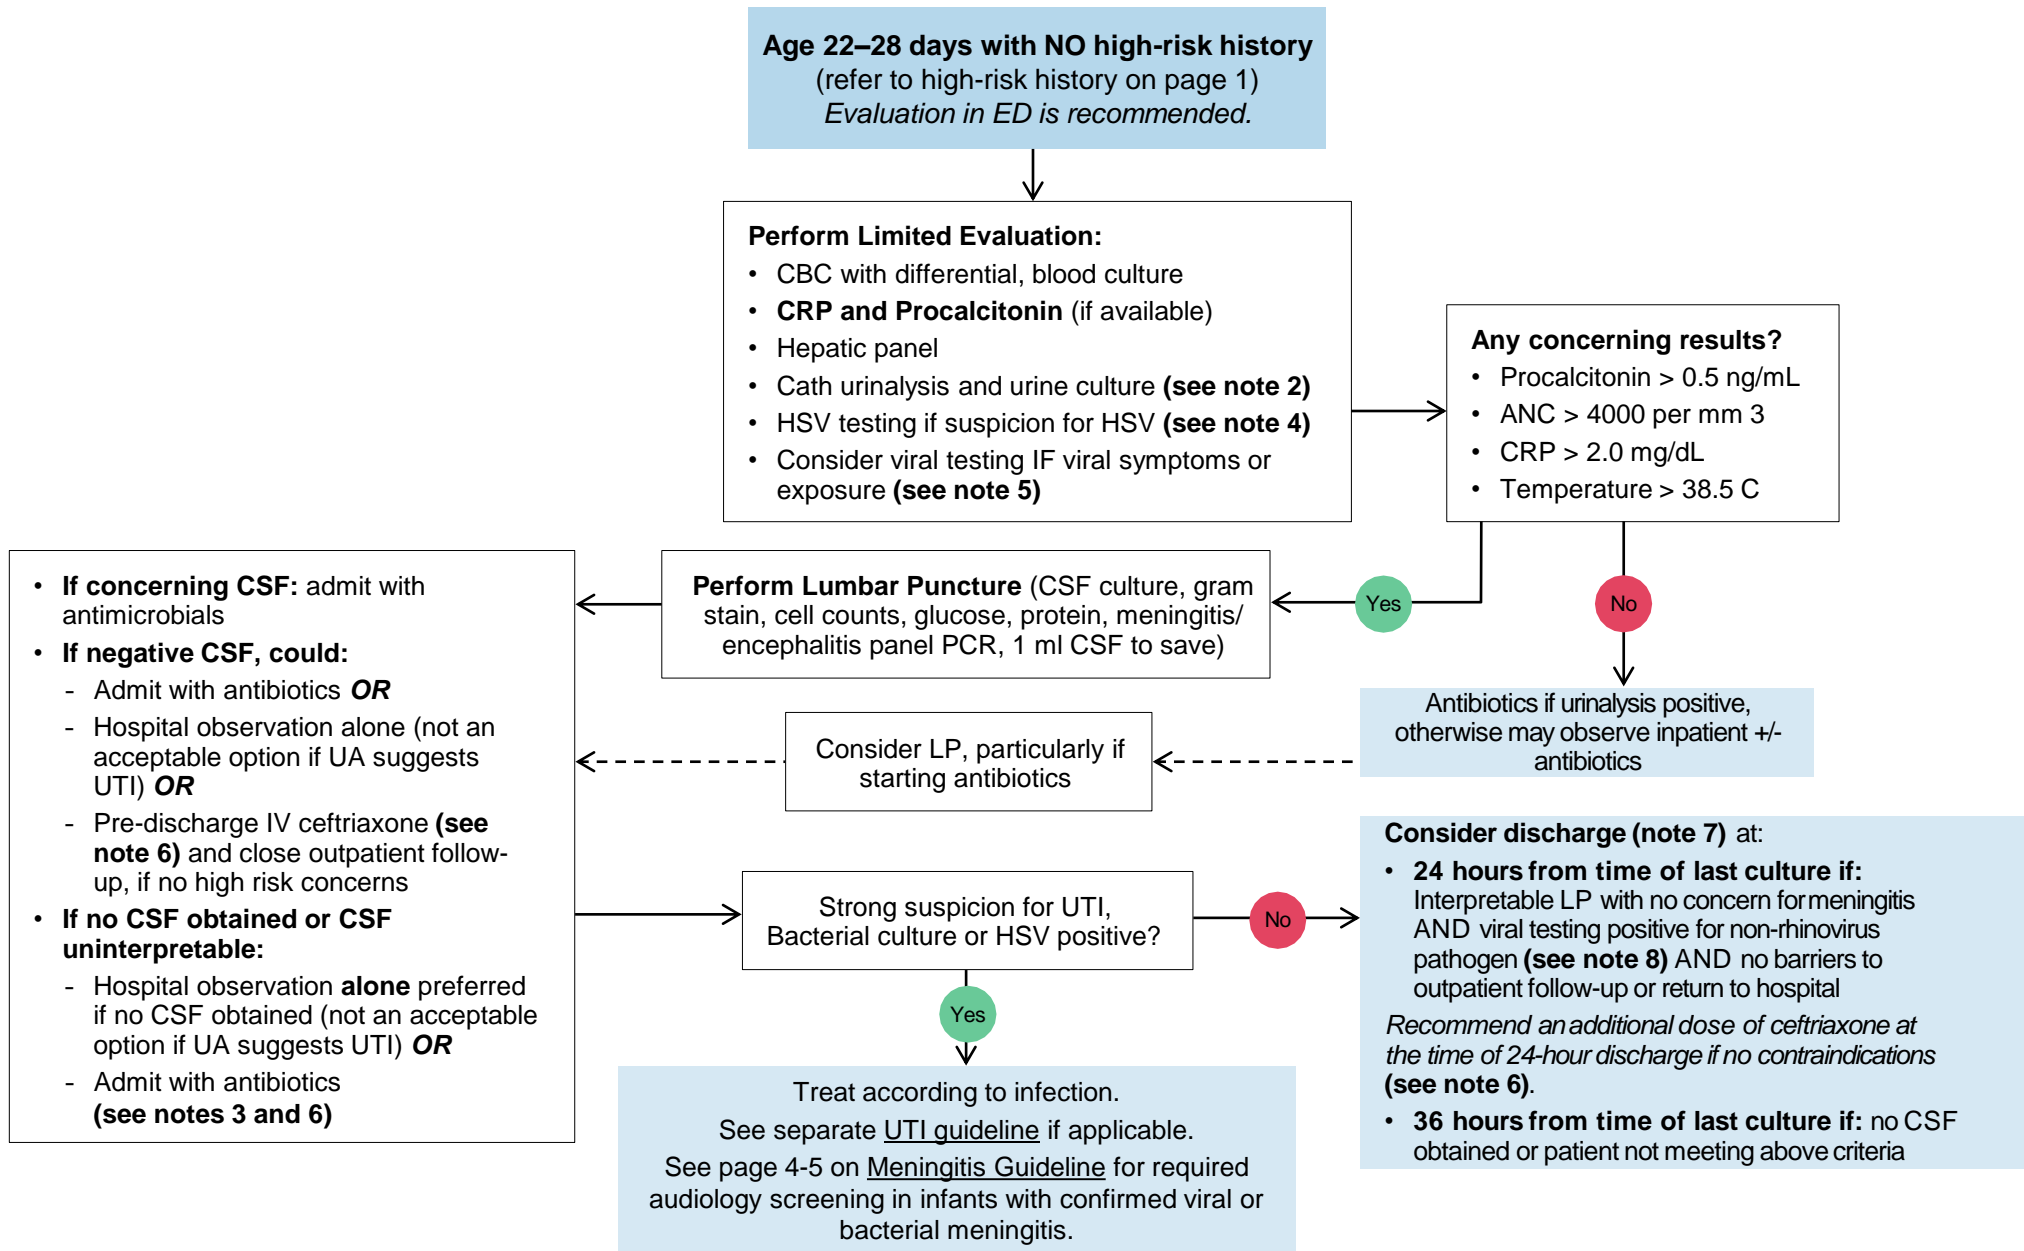 Age 22–28 days with NO high-risk history
(refer to high-risk history on page 1)
Evaluation in ED is recommended.
Perform Limited Evaluation:
• CBC with differential, blood culture
• CRP and Procalcitonin (if available)
• Hepatic panel
• Cath urinalysis and urine culture (see note 2)
• HSV testing if suspicion for HSV (see note 4)
• Consider viral testing IF viral symptoms or
exposure (see note 5)
Any concerning results?
• Procalcitonin > 0.5 ng/mL
• ANC > 4000 per mm 3
• CRP > 2.0 mg/dL
• Temperature > 38.5 C
Yes
No
Perform Lumbar Puncture (CSF culture, gram
stain, cell counts, glucose, protein, meningitis/
encephalitis panel PCR, 1 ml CSF to save)
Antibiotics if urinalysis positive,
otherwise may observe inpatient +/-
antibiotics
Consider LP, particularly if
starting antibiotics
• If concerning CSF: admit with
antimicrobials
• If negative CSF, could:
- Admit with antibiotics OR
- Hospital observation alone (not an
acceptable option if UA suggests
UTI) OR
- Pre-discharge IV ceftriaxone (see
note 6) and close outpatient follow-
up, if no high risk concerns
• If no CSF obtained or CSF
uninterpretable:
- Hospital observation alone preferred
if no CSF obtained (not an acceptable
option if UA suggests UTI) OR
- Admit with antibiotics
(see notes 3 and 6)
Strong suspicion for UTI,
Bacterial culture or HSV positive?
No
Yes
Consider discharge (note 7) at:
• 24 hours from time of last culture if:
Interpretable LP with no concern for meningitis
AND viral testing positive for non-rhinovirus
pathogen (see note 8) AND no barriers to
outpatient follow-up or return to hospital
Recommend an additional dose of ceftriaxone at
the time of 24-hour discharge if no contraindications
(see note 6).
• 36 hours from time of last culture if: no CSF
obtained or patient not meeting above criteria
Treat according to infection.
See separate UTI guideline if applicable.
See page 4-5 on Meningitis Guideline for required
audiology screening in infants with confirmed viral or
bacterial meningitis.